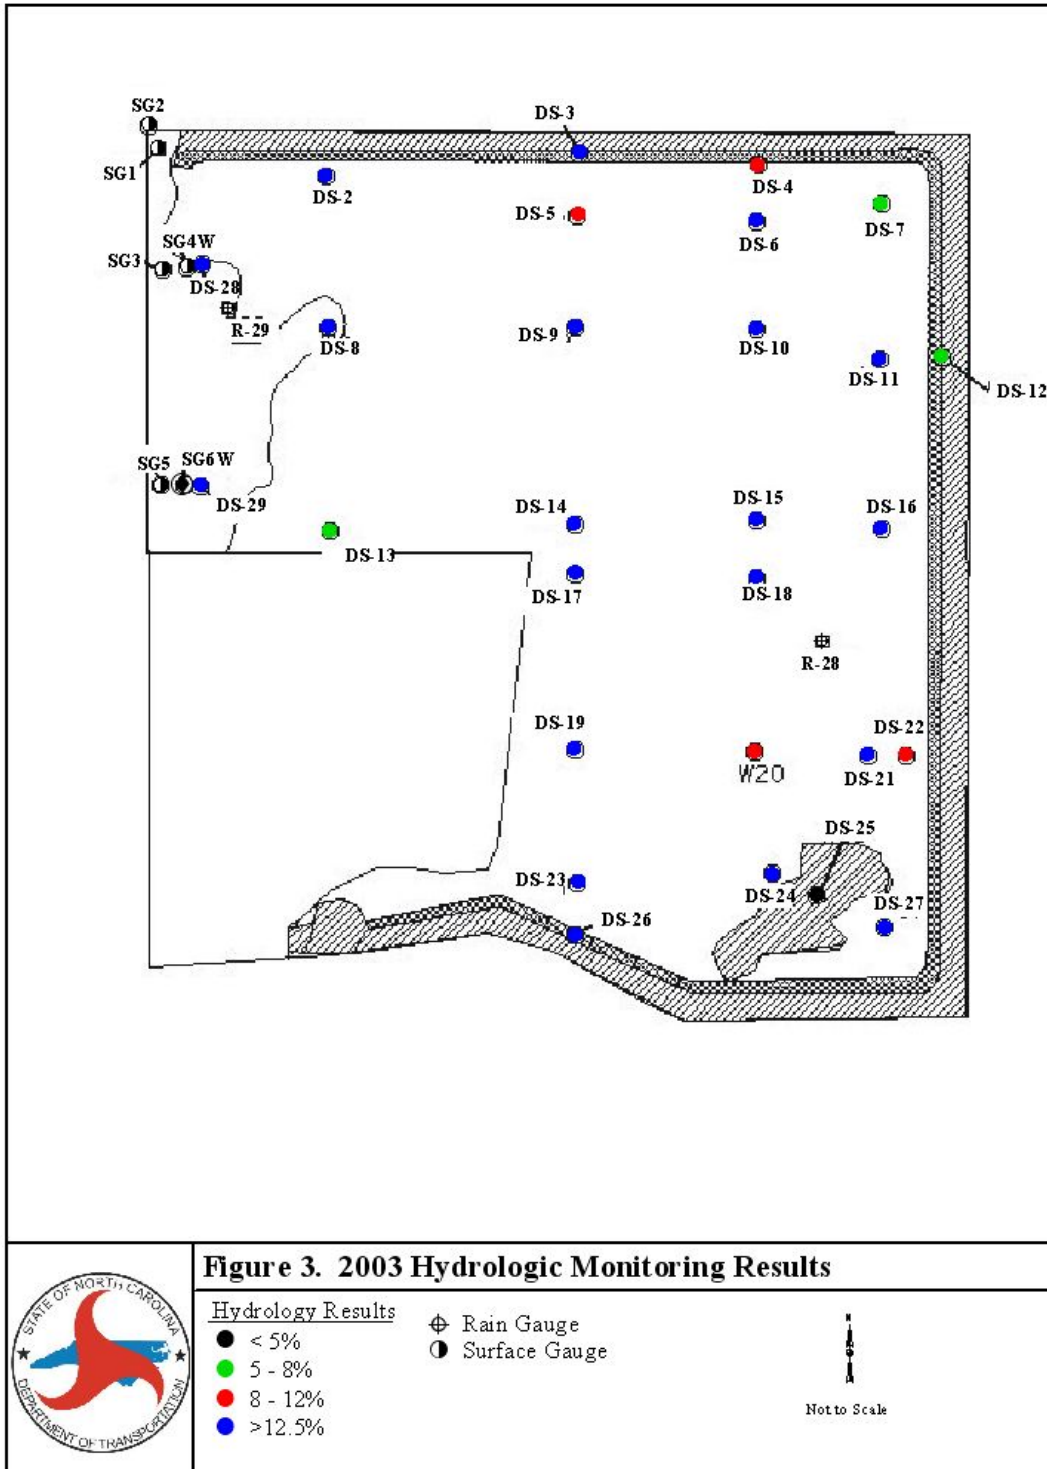 SG2
DS-3
SG1
DS-4
DS-2
DS-5
DS-6
DS-7
SG4W
SG3
DS-28
R-29
DS-8
DS-9
DS-10
DS-11
DS-12
SG5
SG6W
DS-29
DS-14
DS-15
DS-16
DS-13
DS-17
DS-18
R-28
DS-19
DS-22
W20
DS-21
DS-25
DS-23
DS-24
DS-27
DS-26
Figure 3. 2003 Hydrologic Monitoring Results
STATE OF NORTH CAROLINA
DEPARTMENT OF TRANSPORTATION
Hydrology Results
< 5%
5 - 8%
8 - 12%
>12.5%
Rain Gauge
Surface Gauge
Not to Scale